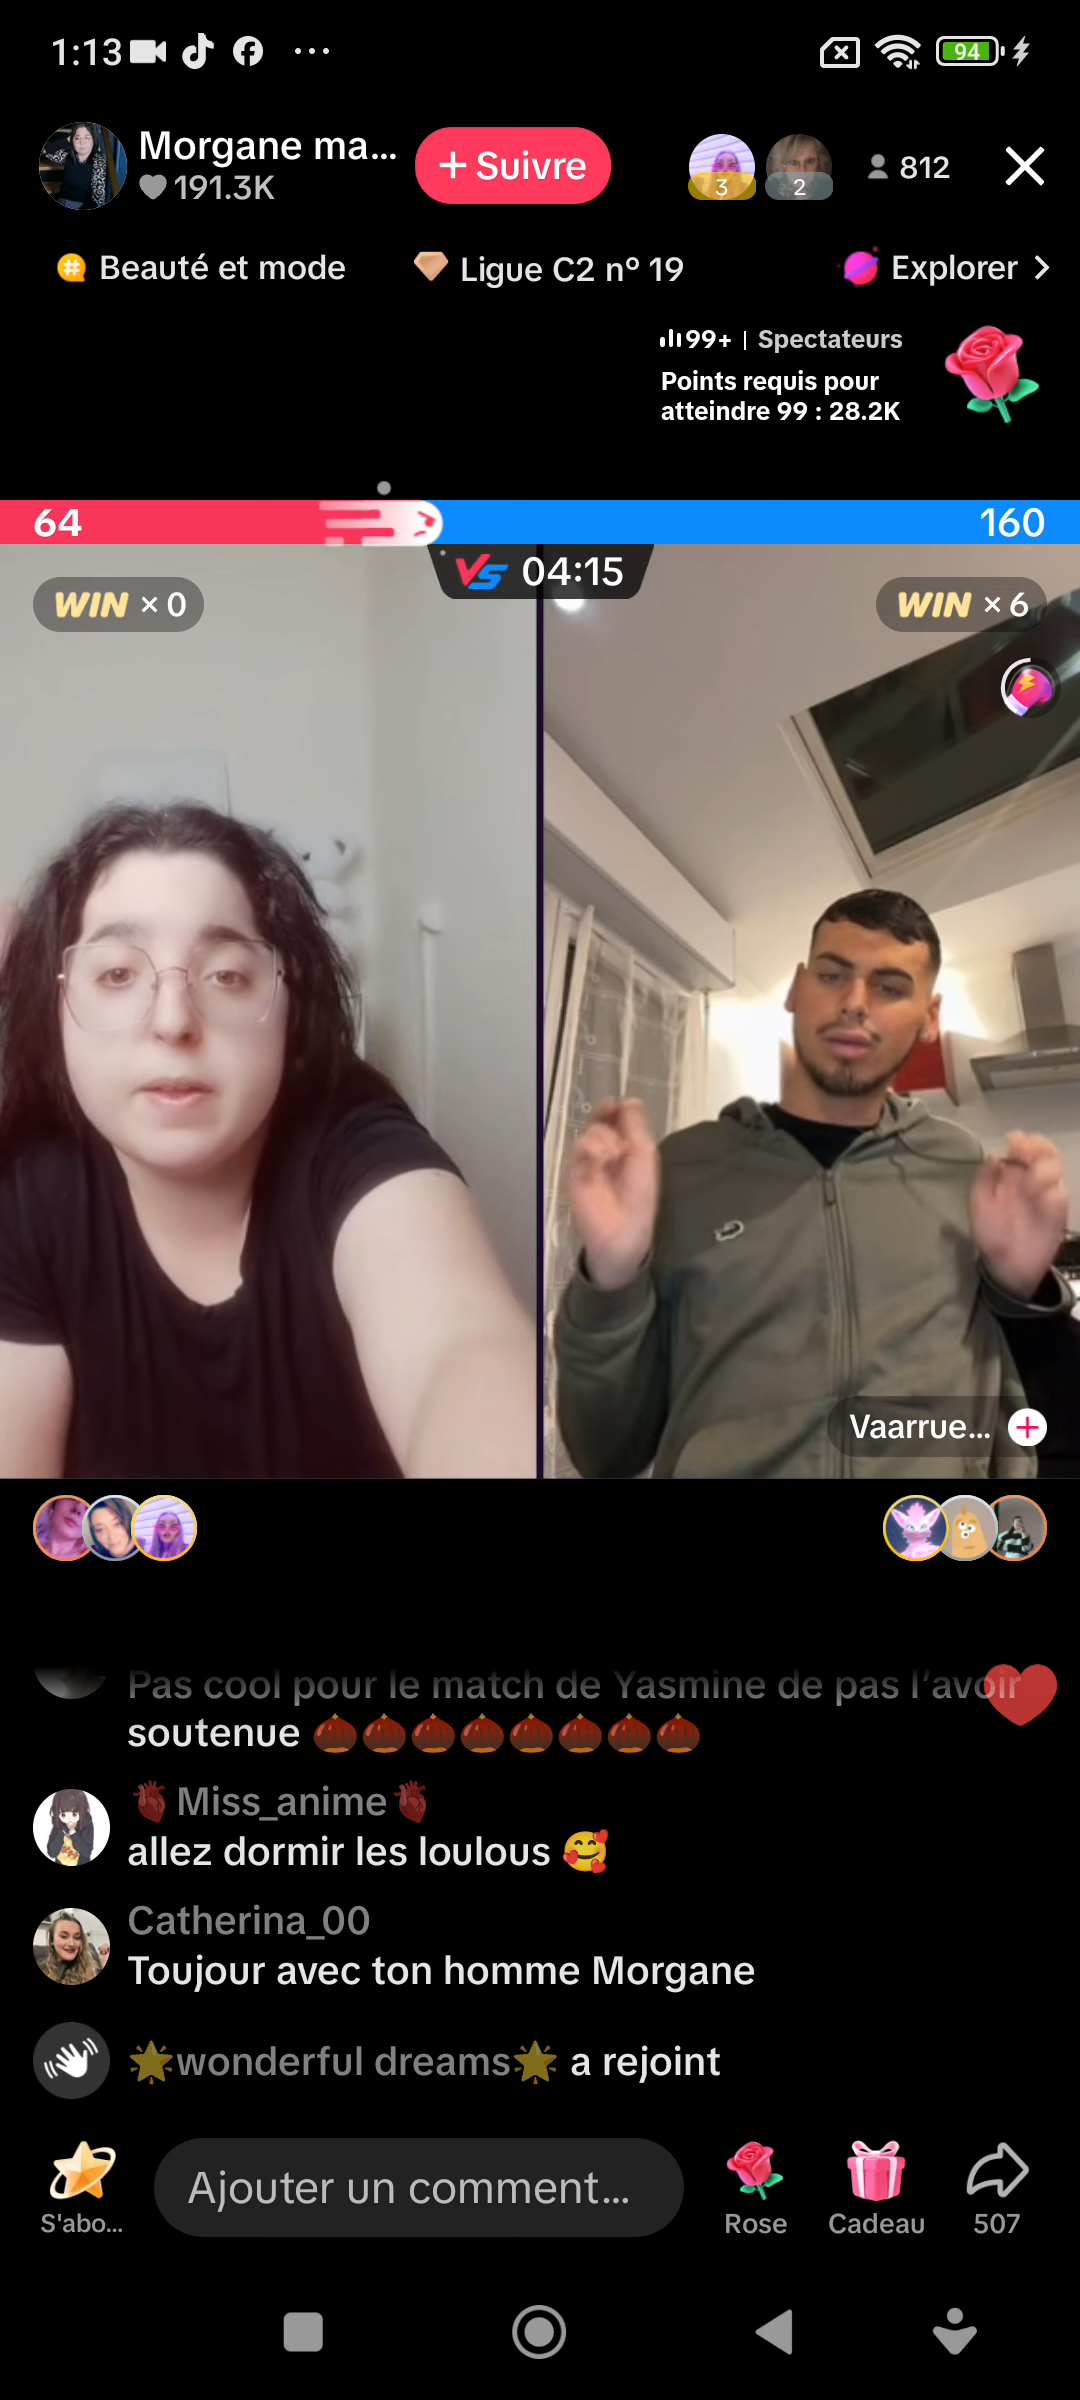 1:13
94
Morgane ma...
191.3K
+ Suivre
3
2
812
Beauté et mode
Ligue C2 nº 19
Explorer >
99+ | Spectateurs
Points requis pour
atteindre 99 : 28.2K
64
160
VS 04:15
WIN × 0
WIN × 6
Vaarrue...
Pas cool pour le match de Yasmine de pas l'avoir
soutenue
Miss_anime
allez dormir les loulous
Catherina_00
Toujour avec ton homme Morgane
wonderful dreams a rejoint
Ajouter un comment...
S'abo...
Rose
Cadeau
507